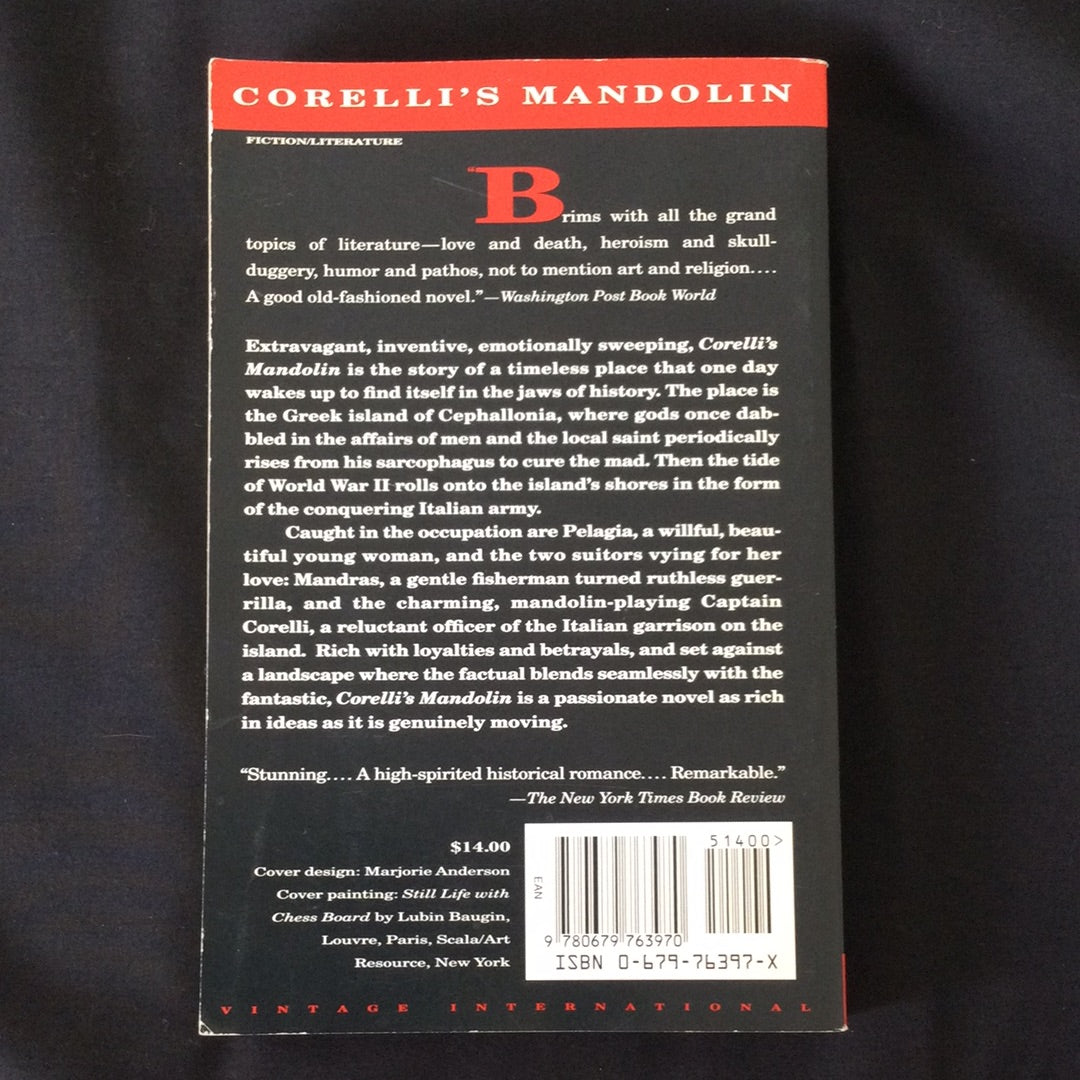 CORELLI'S MANDOLIN
FICTION/LITERATURE
"Brims with all the grand
topics of literature—love and death, heroism and skull-
duggery, humor and pathos, not to mention art and religion....
A good old-fashioned novel."—Washington Post Book World
Extravagant, inventive, emotionally sweeping, Corelli's
Mandolin is the story of a timeless place that one day
wakes up to find itself in the jaws of history. The place is
the Greek island of Cephallonia, where gods once dab-
bled in the affairs of men and the local saint periodically
rises from his sarcophagus to cure the mad. Then the tide
of World War II rolls onto the island's shores in the form
of the conquering Italian army.
Caught in the occupation are Pelagia, a willful, beau-
tiful young woman, and the two suitors vying for her
love: Mandras, a gentle fisherman turned ruthless guer-
rilla, and the charming, mandolin-playing Captain
Corelli, a reluctant officer of the Italian garrison on the
island. Rich with loyalties and betrayals, and set against
a landscape where the factual blends seamlessly with the
fantastic, Corelli's Mandolin is a passionate novel as rich
in ideas as it is genuinely moving.
"Stunning.... A high-spirited historical romance.... Remarkable."
—The New York Times Book Review
$14.00
Cover design: Marjorie Anderson
Cover painting: Still Life with
Chess Board by Lubin Baugin,
Louvre, Paris, Scala/Art
Resource, New York
51400>
EAN
9 780679 763970
ISBN 0-679-76397-X
VINTAGE INTERNATIONAL